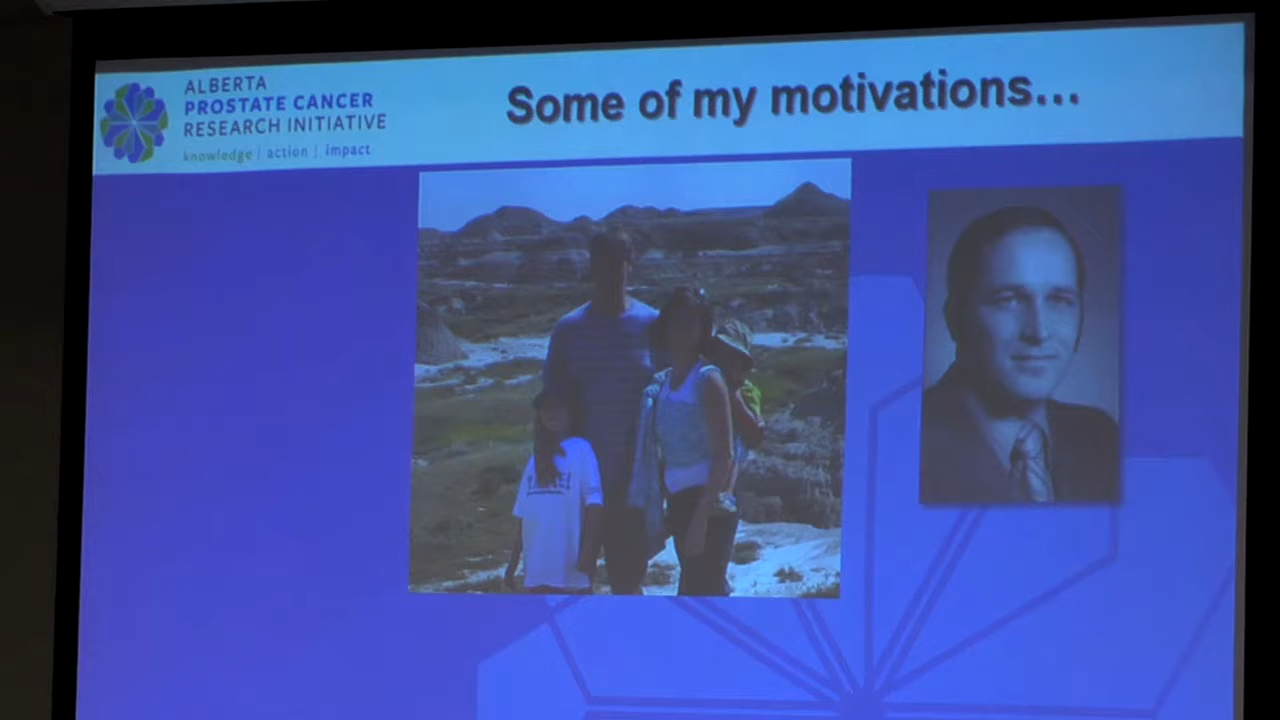 ALBERTA
PROSTATE CANCER
RESEARCH INITIATIVE
knowledge | action | impact
Some of my motivations...